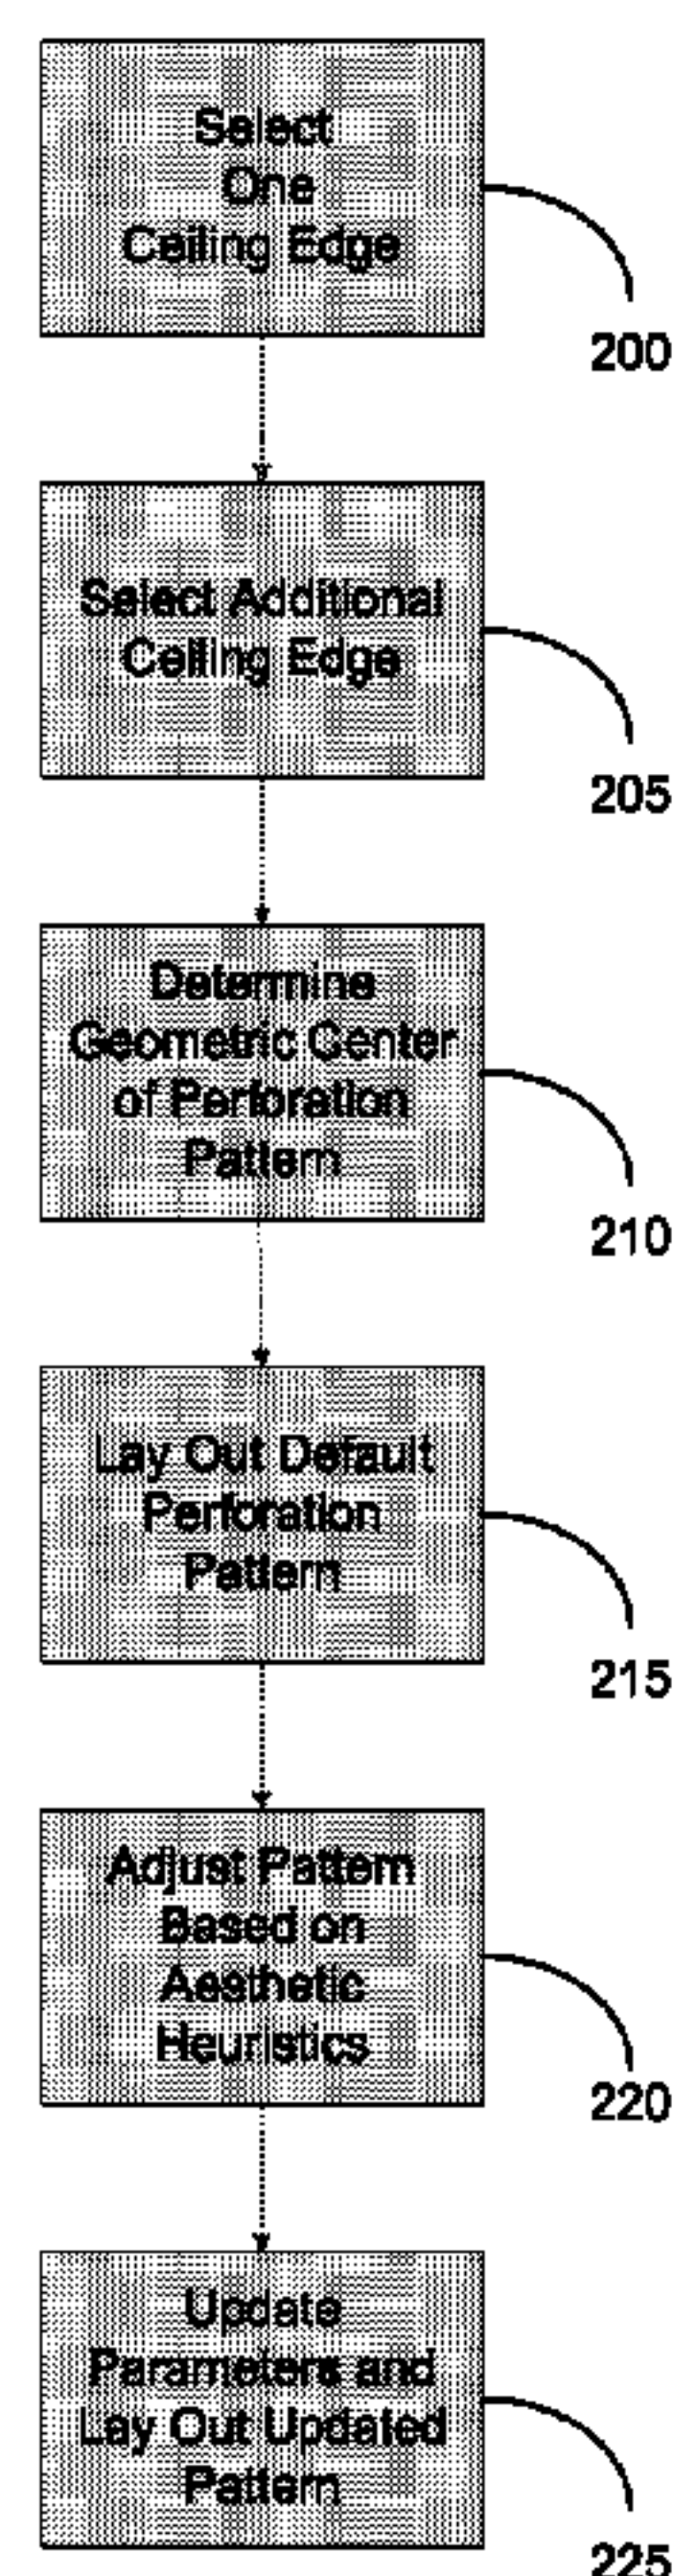 Select
One
Ceiling Edge
200
Select Additional
Ceiling Edge
205
Determine
Geometric Center
of Perforation
Pattern
210
Lay Out Default
Perforation
Pattern
215
Adjust Pattern
Based on
Aesthetic
Heuristics
220
Update
Parameters and
Lay Out Updated
Pattern
225